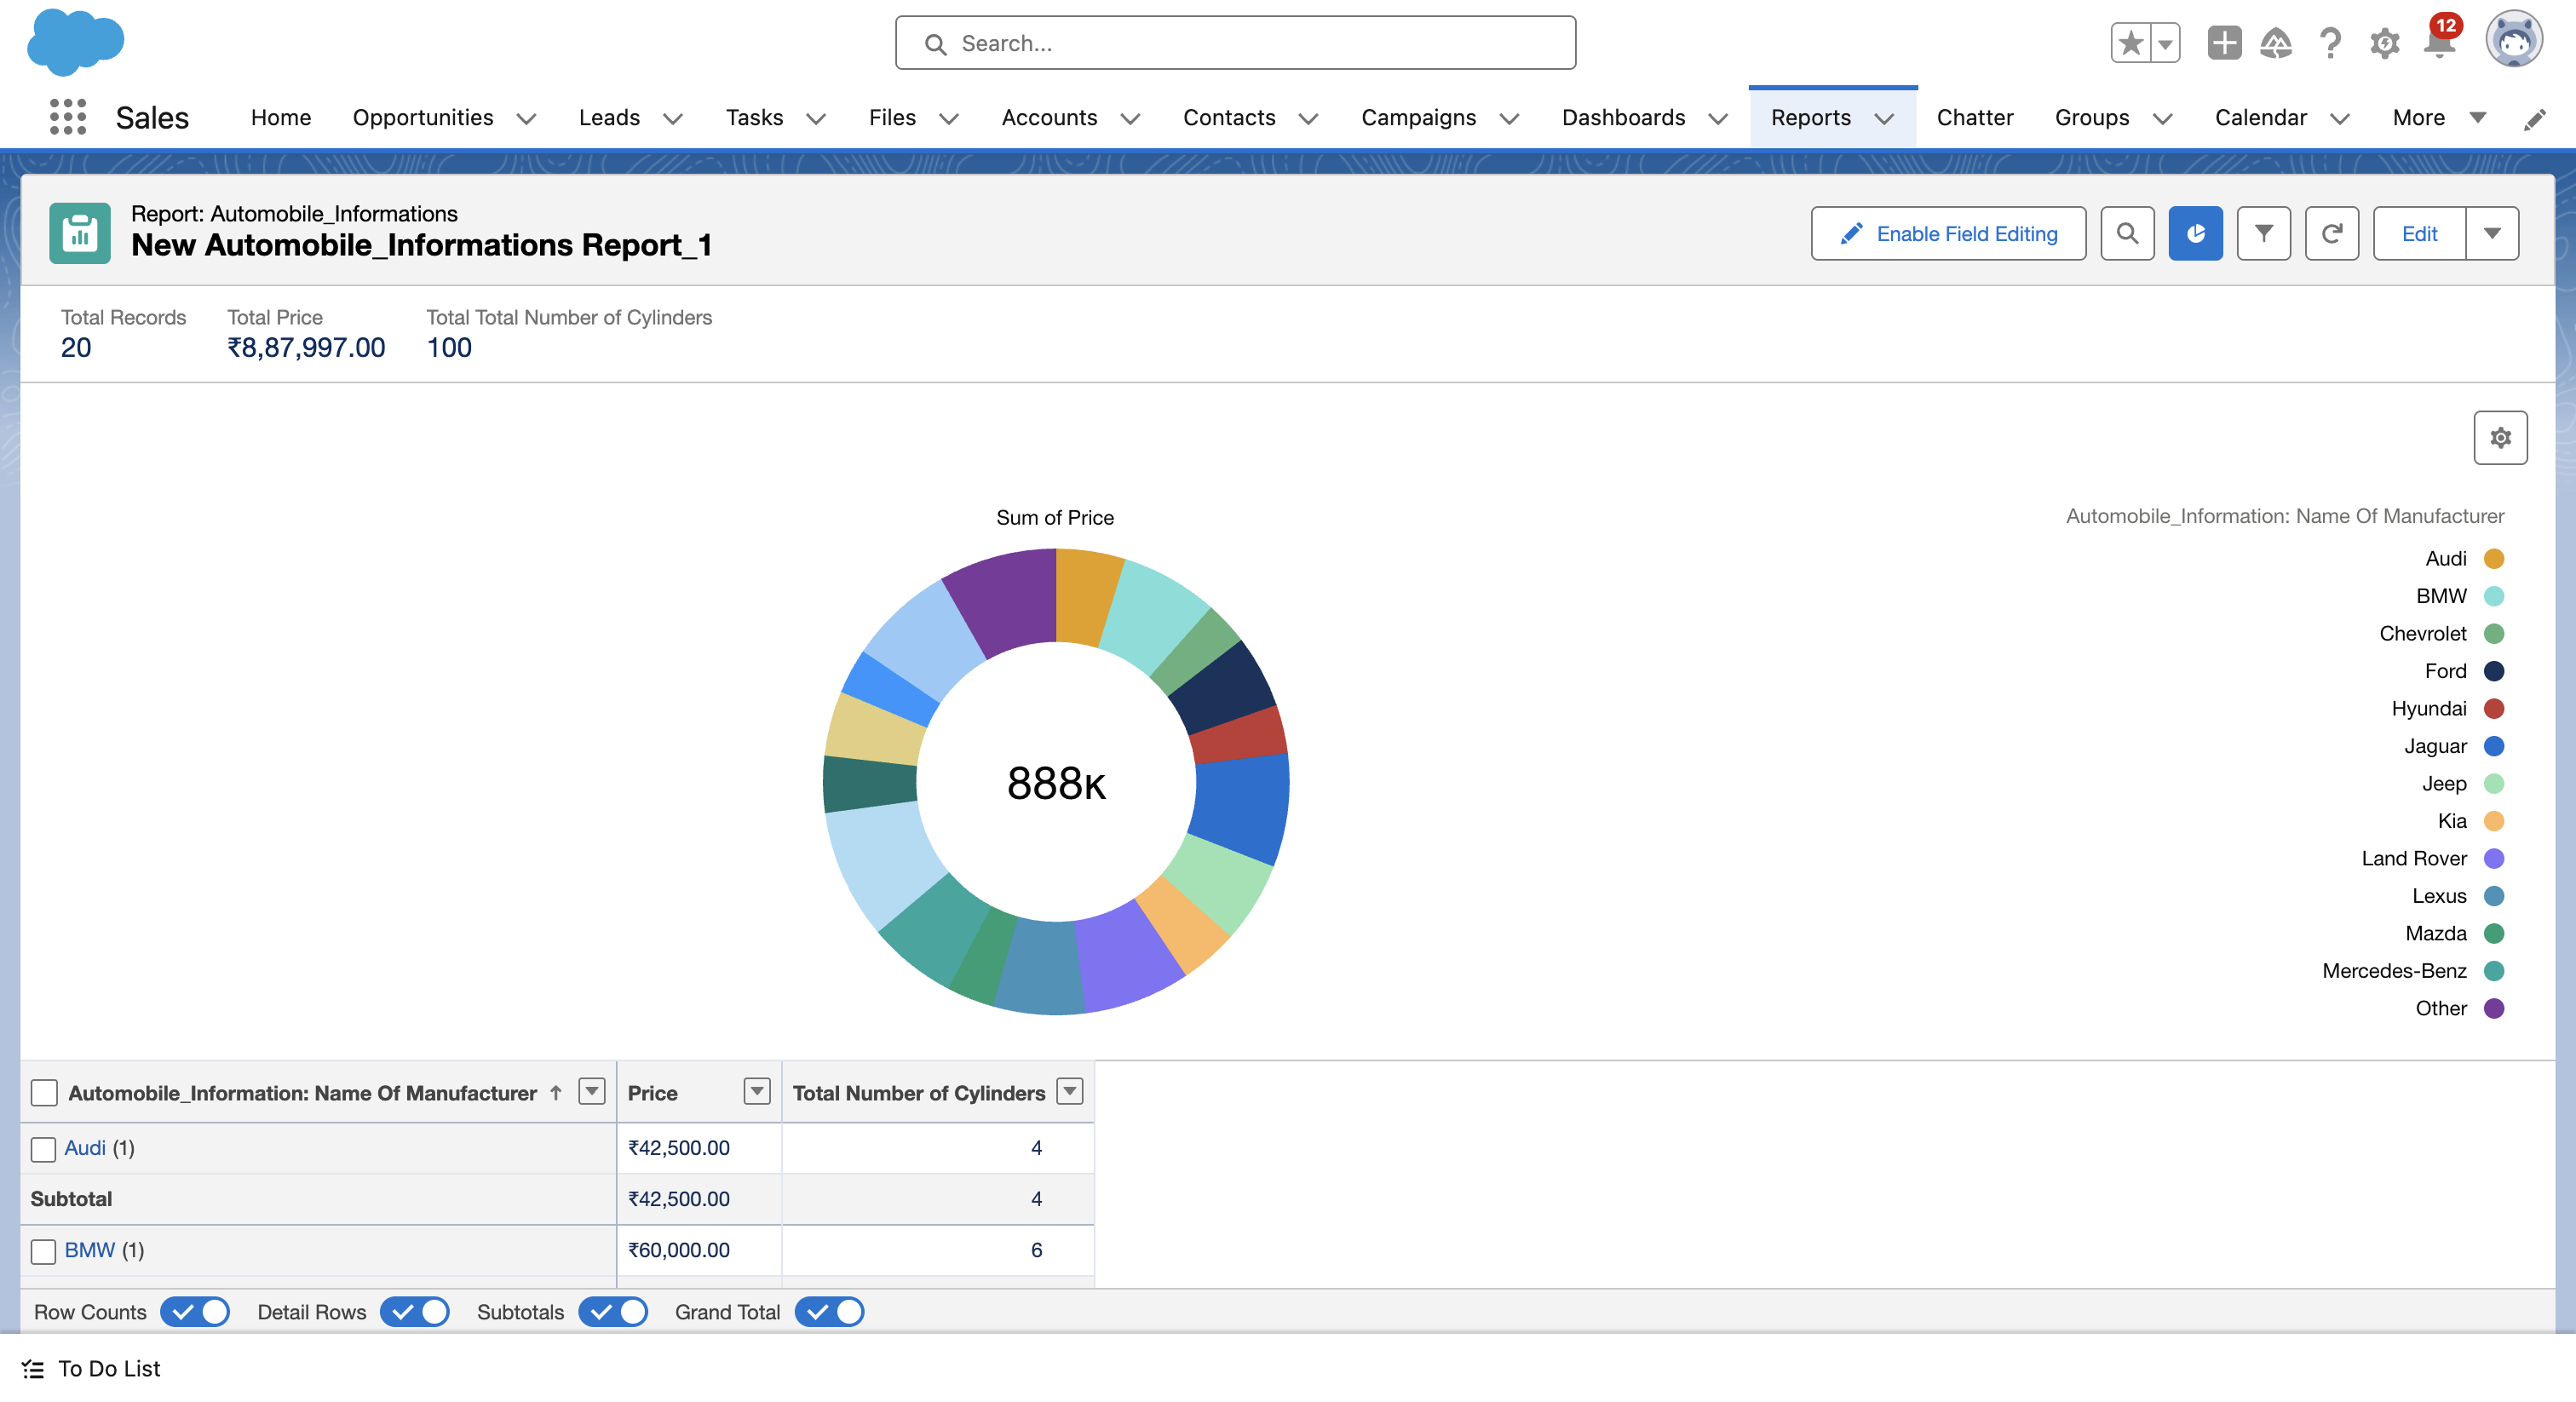 Search...
12
Sales Home Opportunities Leads Tasks Files Accounts Contacts Campaigns Dashboards Reports Chatter Groups Calendar More
Report: Automobile_Informations
New Automobile_Informations Report_1
Enable Field Editing
Edit
Total Records Total Price Total Total Number of Cylinders
20 ₹8,87,997.00 100
Sum of Price
888K
Automobile_Information: Name Of Manufacturer
Audi
BMW
Chevrolet
Ford
Hyundai
Jaguar
Jeep
Kia
Land Rover
Lexus
Mazda
Mercedes-Benz
Other
Automobile_Information: Name Of Manufacturer ↑ Price Total Number of Cylinders
Audi (1) ₹42,500.00 4
Subtotal ₹42,500.00 4
BMW (1) ₹60,000.00 6
Row Counts Detail Rows Subtotals Grand Total
To Do List